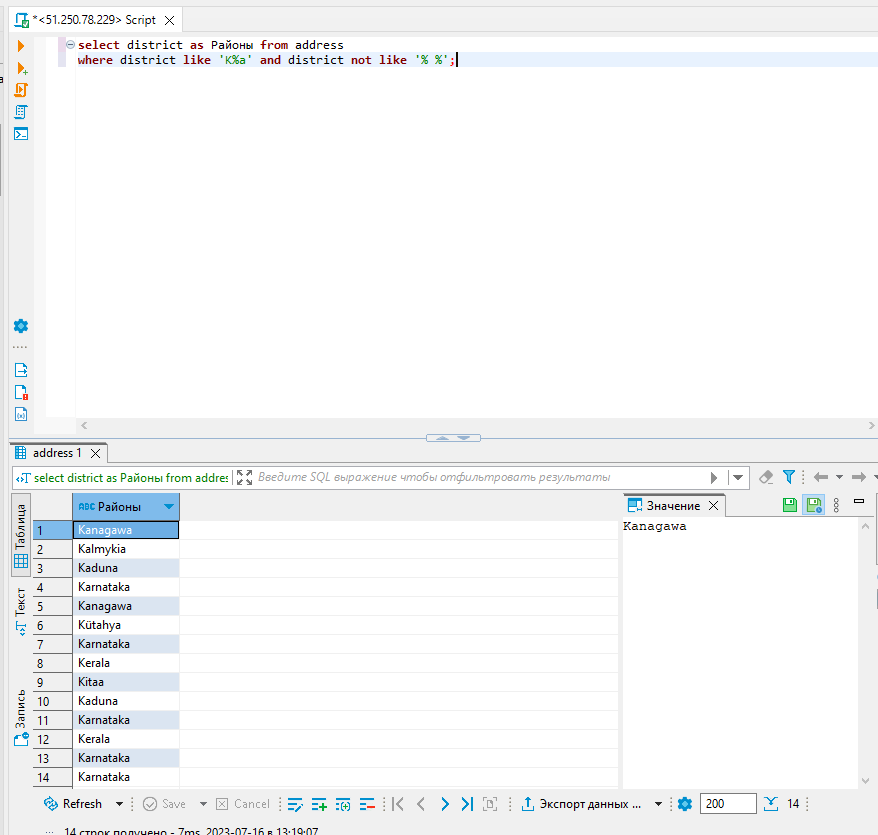 *<51.250.78.229> Script
select district as Районы from address
where district like 'K%a' and district not like '% %';
address 1
select district as Районы from addres
Введите SQL выражение чтобы отфильтровать результаты
Таблица
Текст
Запись
ABC Районы
1 Kanagawa
2 Kalmykia
3 Kaduna
4 Karnataka
5 Kanagawa
6 Kütahya
7 Karnataka
8 Kerala
9 Kitaa
10 Kaduna
11 Karnataka
12 Kerala
13 Karnataka
14 Karnataka
Значение
Kanagawa
Refresh Save Cancel Экспорт данных ... 200 14
14 строк получено - 7ms, 2023-07-16 в 13:19:07